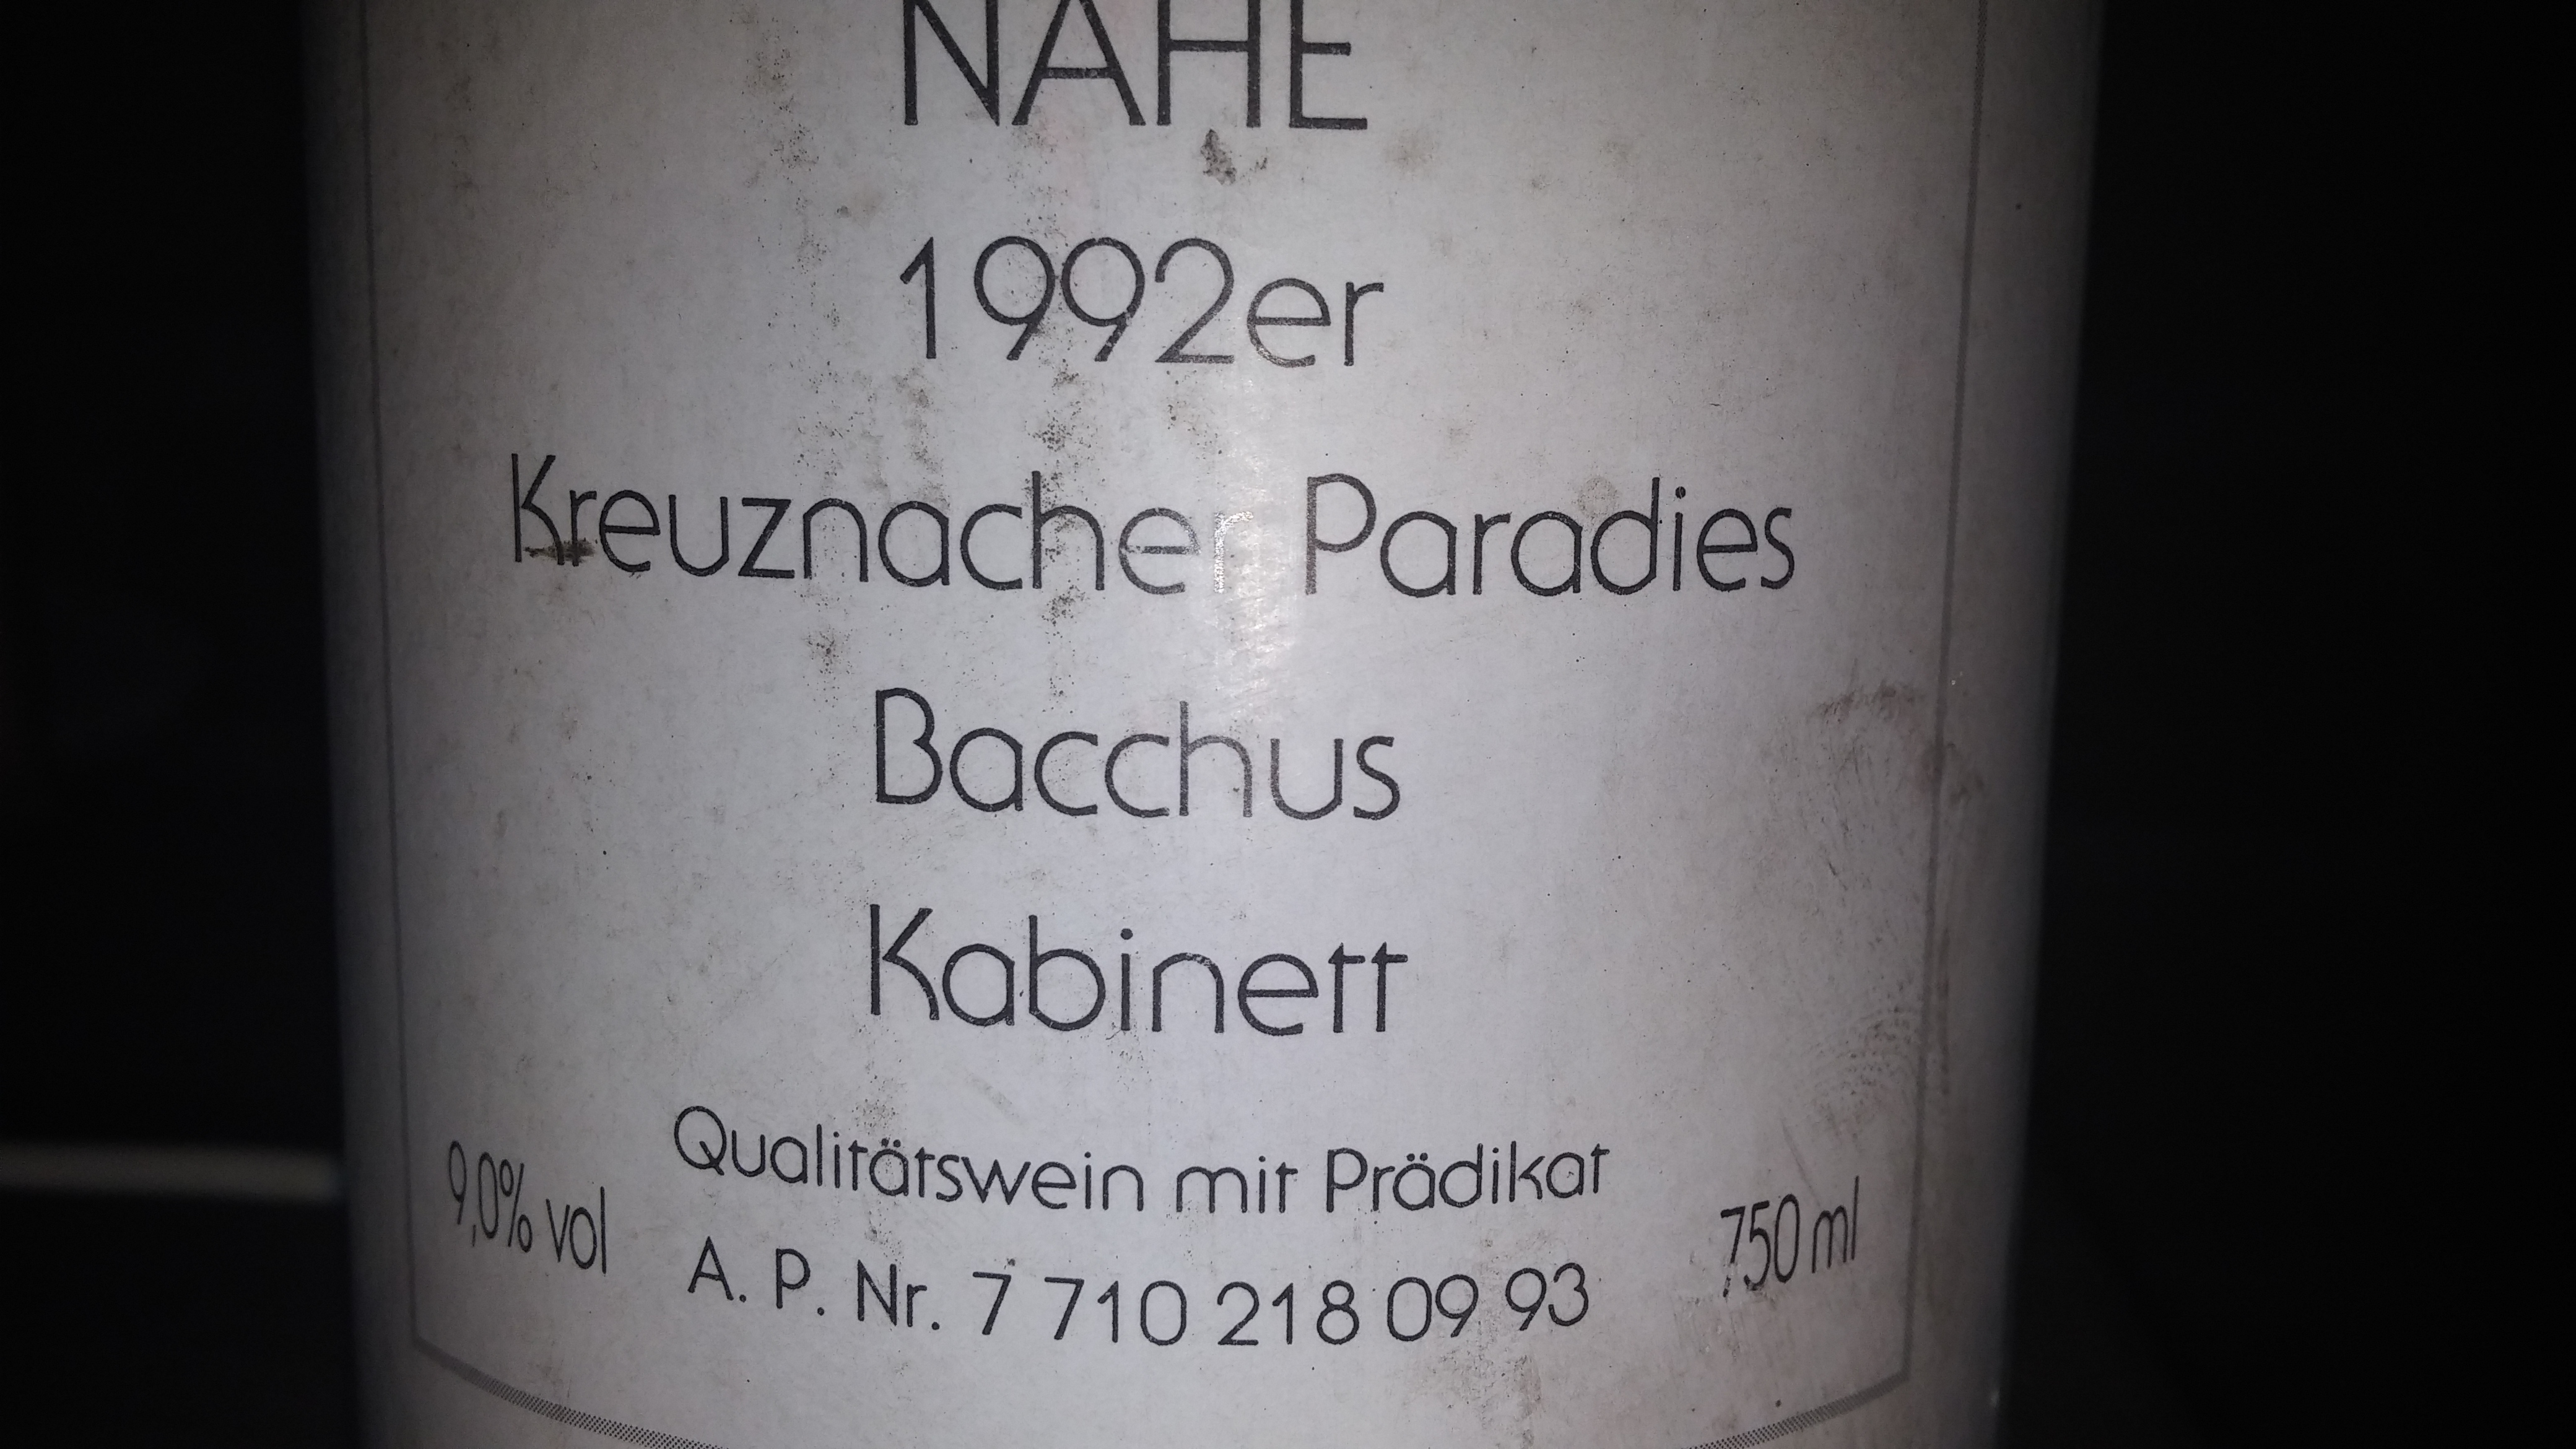 NAHE
1992er
Kreuznacher Paradies
Bacchus
Kabinett
Qualitätswein mit Prädikat
9,0% vol
A. P. Nr. 7 710 218 09 93
750 ml